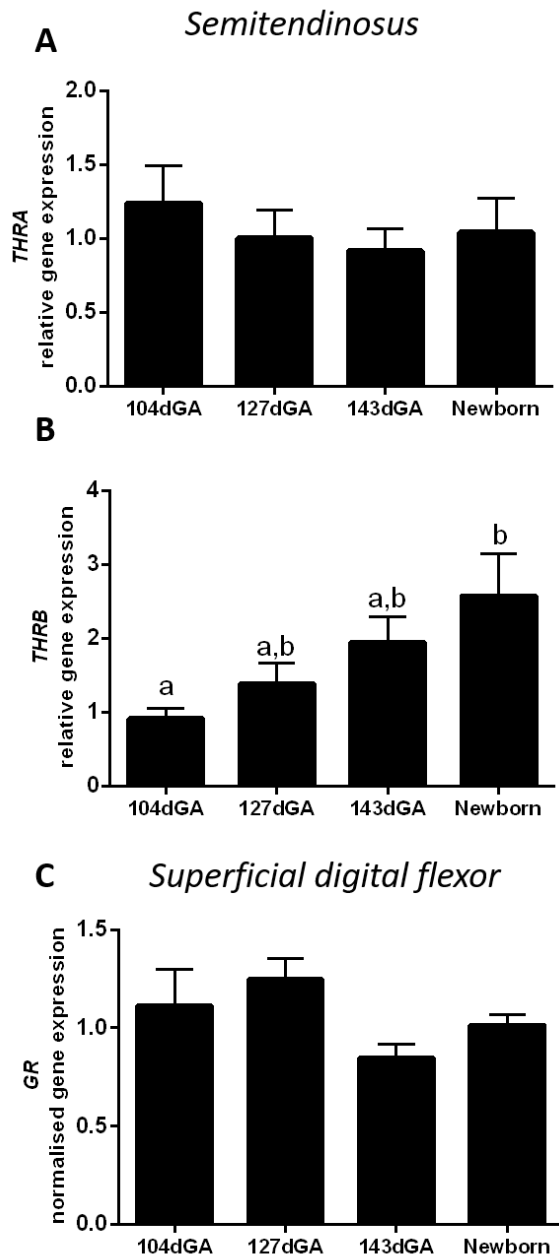 Semitendinosus
A
THRA
relative gene expression
2.0
1.5
1.0
0.5
0.0
104dGA 127dGA 143dGA Newborn
B
THRB
relative gene expression
4
3
2
1
0
a
a,b
a,b
b
104dGA 127dGA 143dGA Newborn
C Superficial digital flexor
GR
normalised gene expression
1.5
1.0
0.5
0.0
104dGA 127dGA 143dGA Newborn